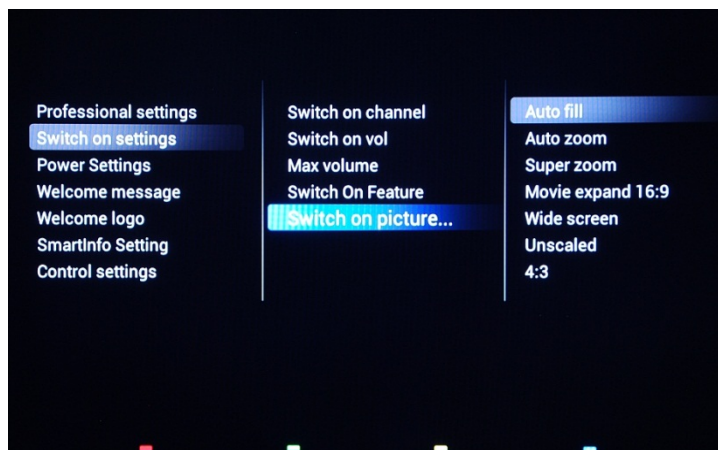 Professional settings
Switch on settings
Power Settings
Welcome message
Welcome logo
SmartInfo Setting
Control settings
Switch on channel
Switch on vol
Max volume
Switch On Feature
Switch on picture...
Auto fill
Auto zoom
Super zoom
Movie expand 16:9
Wide screen
Unscaled
4:3